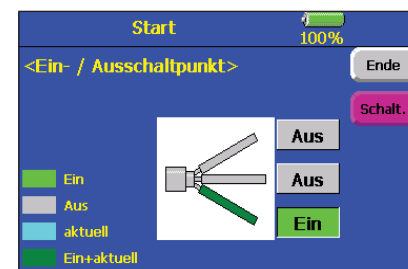 Start
100%
<Ein- / Ausschaltpunkt>
Ende
Schalt.
Aus
Aus
Ein
Ein
Aus
aktuell
Ein+aktuell